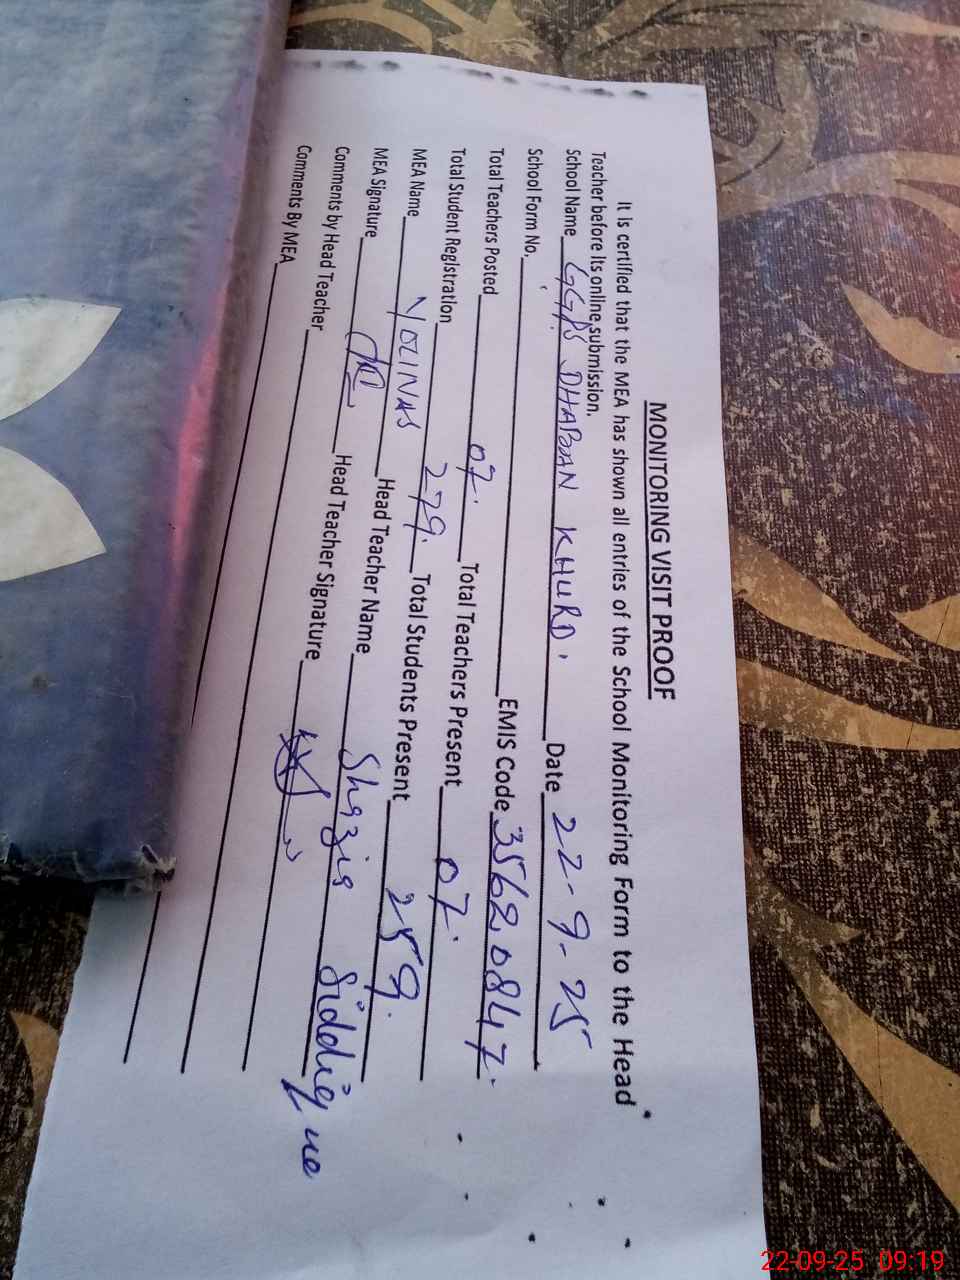 MONITORING VISIT PROOF
It is certified that the MEA has shown all entries of the School Monitoring Form to the Head
Teacher before its online submission.
School Name GGPS DHABBAN KHURD. Date 22-9-25
School Form No. EMIS Code 35620847.
Total Teachers Posted 07. Total Teachers Present 07.
Total Student Registration 279. Total Students Present 259.
MEA Name Head Teacher Name Shazia Siddique
MEA Signature Head Teacher Signature
Comments by Head Teacher
Comments By MEA
22-09-25 09:19